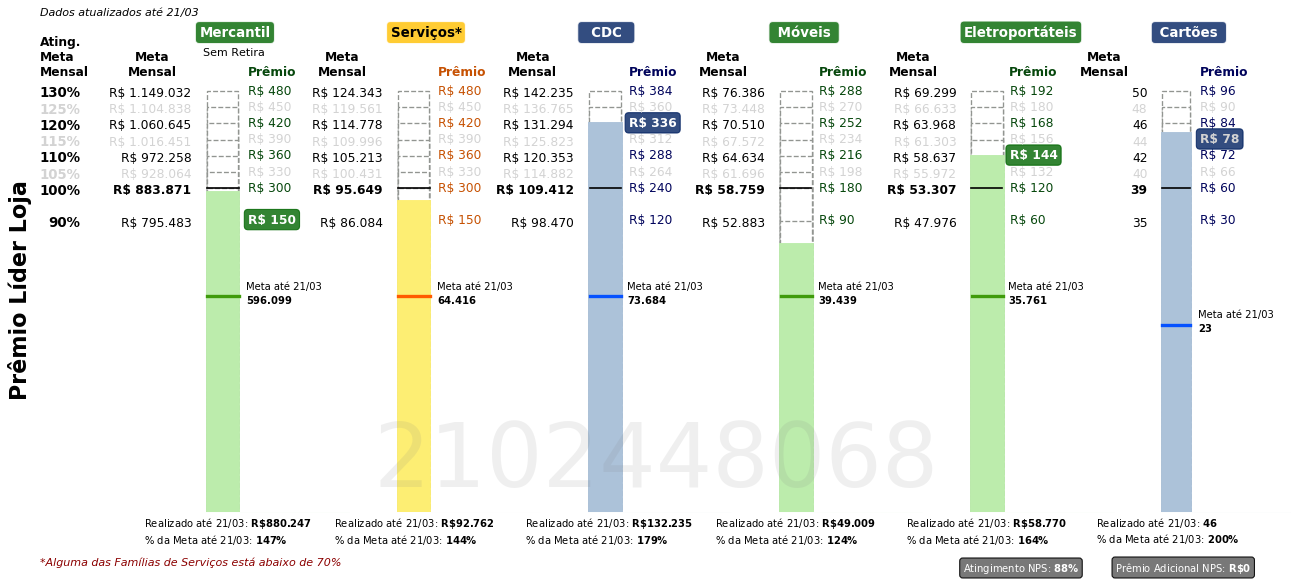 Dados atualizados até 21/03
Mercantil Serviços* CDC Móveis Eletroportáteis Cartões
Sem Retira
Ating. Meta Mensal
Meta Mensal Prêmio Meta Mensal Prêmio Meta Mensal Prêmio Meta Mensal Prêmio Meta Mensal Prêmio Meta Mensal Prêmio
130% R$ 1.149.032 R$ 480 R$ 124.343 R$ 480 R$ 142.235 R$ 384 R$ 76.386 R$ 288 R$ 69.299 R$ 192 50 R$ 96
125% R$ 1.104.838 R$ 450 R$ 119.561 R$ 450 R$ 136.765 R$ 360 R$ 73.448 R$ 270 R$ 66.633 R$ 180 48 R$ 90
120% R$ 1.060.645 R$ 420 R$ 114.778 R$ 420 R$ 131.294 R$ 336 R$ 70.510 R$ 252 R$ 63.968 R$ 168 46 R$ 84
115% R$ 1.016.451 R$ 390 R$ 109.996 R$ 390 R$ 125.823 R$ 312 R$ 67.572 R$ 234 R$ 61.303 R$ 156 44 R$ 78
110% R$ 972.258 R$ 360 R$ 105.213 R$ 360 R$ 120.353 R$ 288 R$ 64.634 R$ 216 R$ 58.637 R$ 144 42 R$ 72
105% R$ 928.064 R$ 330 R$ 100.431 R$ 330 R$ 114.882 R$ 264 R$ 61.696 R$ 198 R$ 55.972 R$ 132 40 R$ 66
100% R$ 883.871 R$ 300 R$ 95.649 R$ 300 R$ 109.412 R$ 240 R$ 58.759 R$ 180 R$ 53.307 R$ 120 39 R$ 60
90% R$ 795.483 R$ 150 R$ 86.084 R$ 150 R$ 98.470 R$ 120 R$ 52.883 R$ 90 R$ 47.976 R$ 60 35 R$ 30
Prêmio Líder Loja
Meta até 21/03 Meta até 21/03 Meta até 21/03 Meta até 21/03 Meta até 21/03
596.099 64.416 73.684 39.439 35.761
Meta até 21/03
23
2102448068
Realizado até 21/03: R$880.247 Realizado até 21/03: R$92.762 Realizado até 21/03: R$132.235 Realizado até 21/03: R$49.009 Realizado até 21/03: R$58.770 Realizado até 21/03: 46
% da Meta até 21/03: 147% % da Meta até 21/03: 144% % da Meta até 21/03: 179% % da Meta até 21/03: 124% % da Meta até 21/03: 164% % da Meta até 21/03: 200%
*Alguma das Famílias de Serviços está abaixo de 70%
Atingimento NPS: 88% Prêmio Adicional NPS: R$0